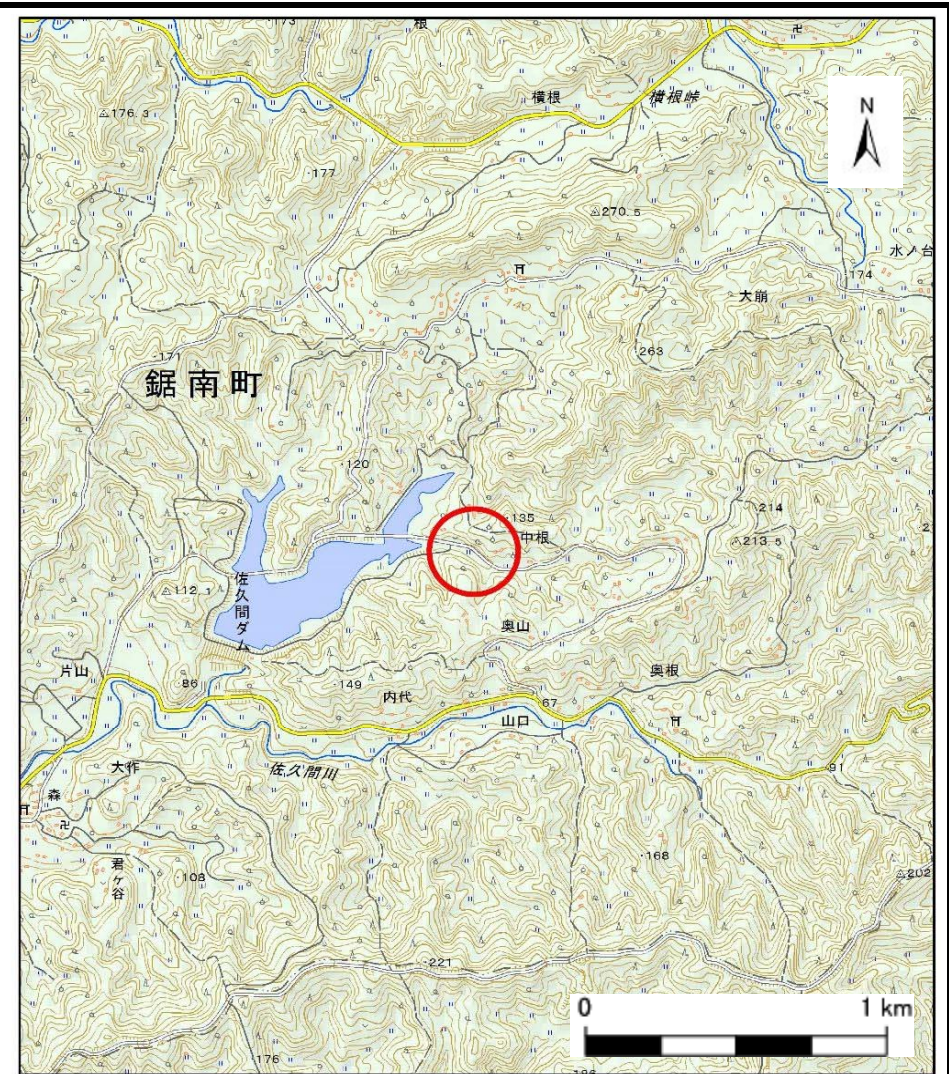 173
根
卍
横根
横根峠
N
176.3
177
270.5
水ノ台
174
大崩
171
263
鋸南町
120
214
135
中根
213.5
佐久間ダム
112.1
奥山
片山
奥根
86
149
内代
67
山口
佐久間川
91
大作
森
卍
君ヶ谷
168
108
202
221
0
1 km
176